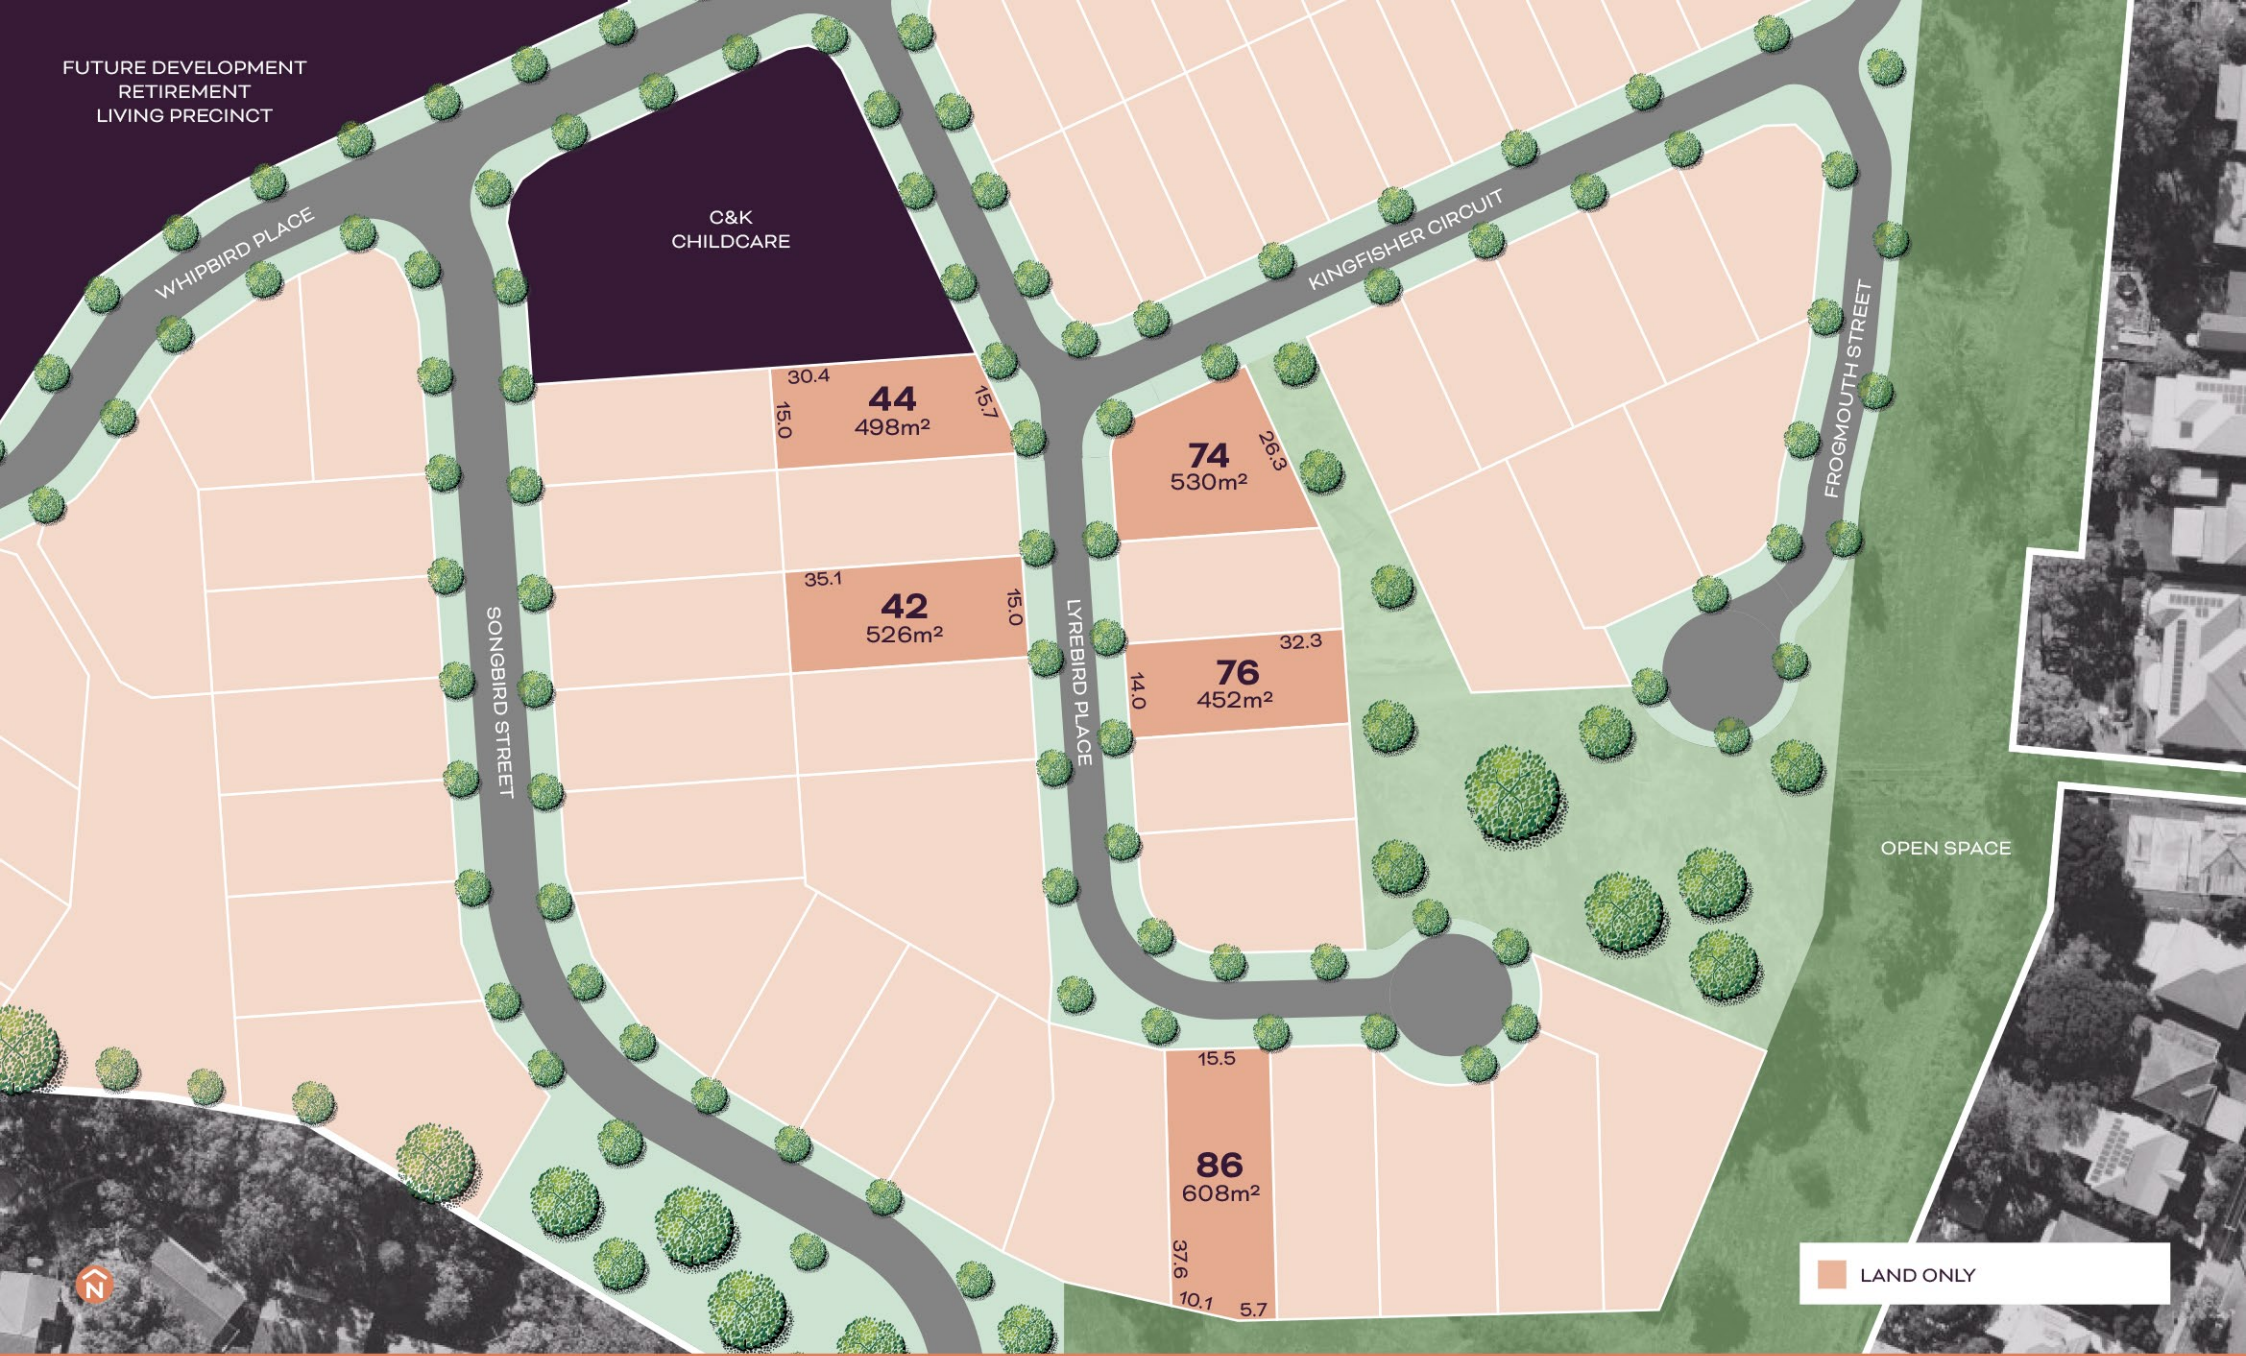 FUTURE DEVELOPMENT
RETIREMENT
LIVING PRECINCT
WHIPBIRD PLACE
C&K
CHILDCARE
KINGFISHER CIRCUIT
FROGMOUTH STREET
30.4
15.0
44
498m²
15.7
74
530m²
26.3
35.1
42
526m²
15.0
SONGBIRD STREET
LYREBIRD PLACE
32.3
14.0
76
452m²
OPEN SPACE
15.5
86
608m²
37.6
10.1
5.7
N
LAND ONLY